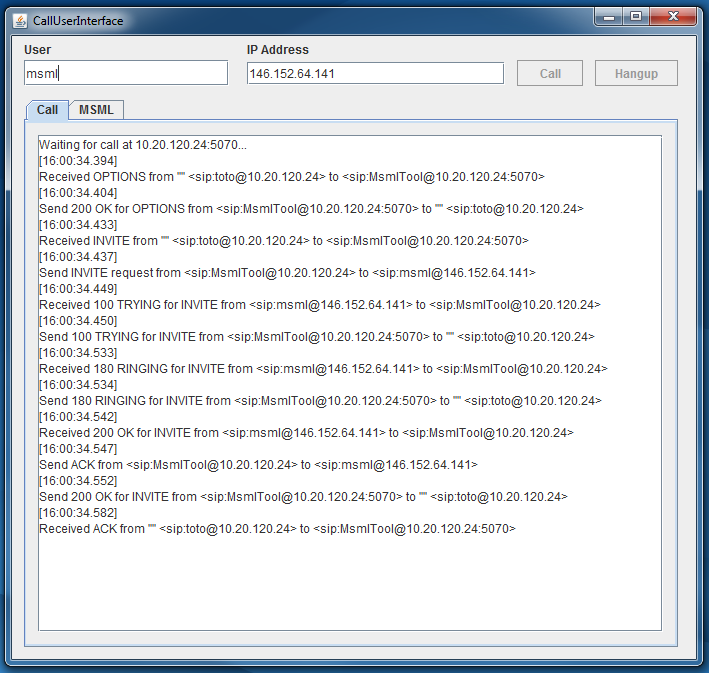 CallUserInterface
User
IP Address
msml
146.152.64.141
Call
Hangup
Call
MSML
Waiting for call at 10.20.120.24:5070...
[16:00:34.394]
Received OPTIONS from "" <sip:toto@10.20.120.24> to <sip:MsmlTool@10.20.120.24:5070>
[16:00:34.404]
Send 200 OK for OPTIONS from <sip:MsmlTool@10.20.120.24:5070> to "" <sip:toto@10.20.120.24>
[16:00:34.433]
Received INVITE from "" <sip:toto@10.20.120.24> to <sip:MsmlTool@10.20.120.24:5070>
[16:00:34.437]
Send INVITE request from <sip:MsmlTool@10.20.120.24> to <sip:msml@146.152.64.141>
[16:00:34.449]
Received 100 TRYING for INVITE from <sip:msml@146.152.64.141> to <sip:MsmlTool@10.20.120.24>
[16:00:34.450]
Send 100 TRYING for INVITE from <sip:MsmlTool@10.20.120.24:5070> to "" <sip:toto@10.20.120.24>
[16:00:34.533]
Received 180 RINGING for INVITE from <sip:msml@146.152.64.141> to <sip:MsmlTool@10.20.120.24>
[16:00:34.534]
Send 180 RINGING for INVITE from <sip:MsmlTool@10.20.120.24:5070> to "" <sip:toto@10.20.120.24>
[16:00:34.542]
Received 200 OK for INVITE from <sip:msml@146.152.64.141> to <sip:MsmlTool@10.20.120.24>
[16:00:34.547]
Send ACK from <sip:MsmlTool@10.20.120.24> to <sip:msml@146.152.64.141>
[16:00:34.552]
Send 200 OK for INVITE from <sip:MsmlTool@10.20.120.24:5070> to "" <sip:toto@10.20.120.24>
[16:00:34.582]
Received ACK from "" <sip:toto@10.20.120.24> to <sip:MsmlTool@10.20.120.24:5070>